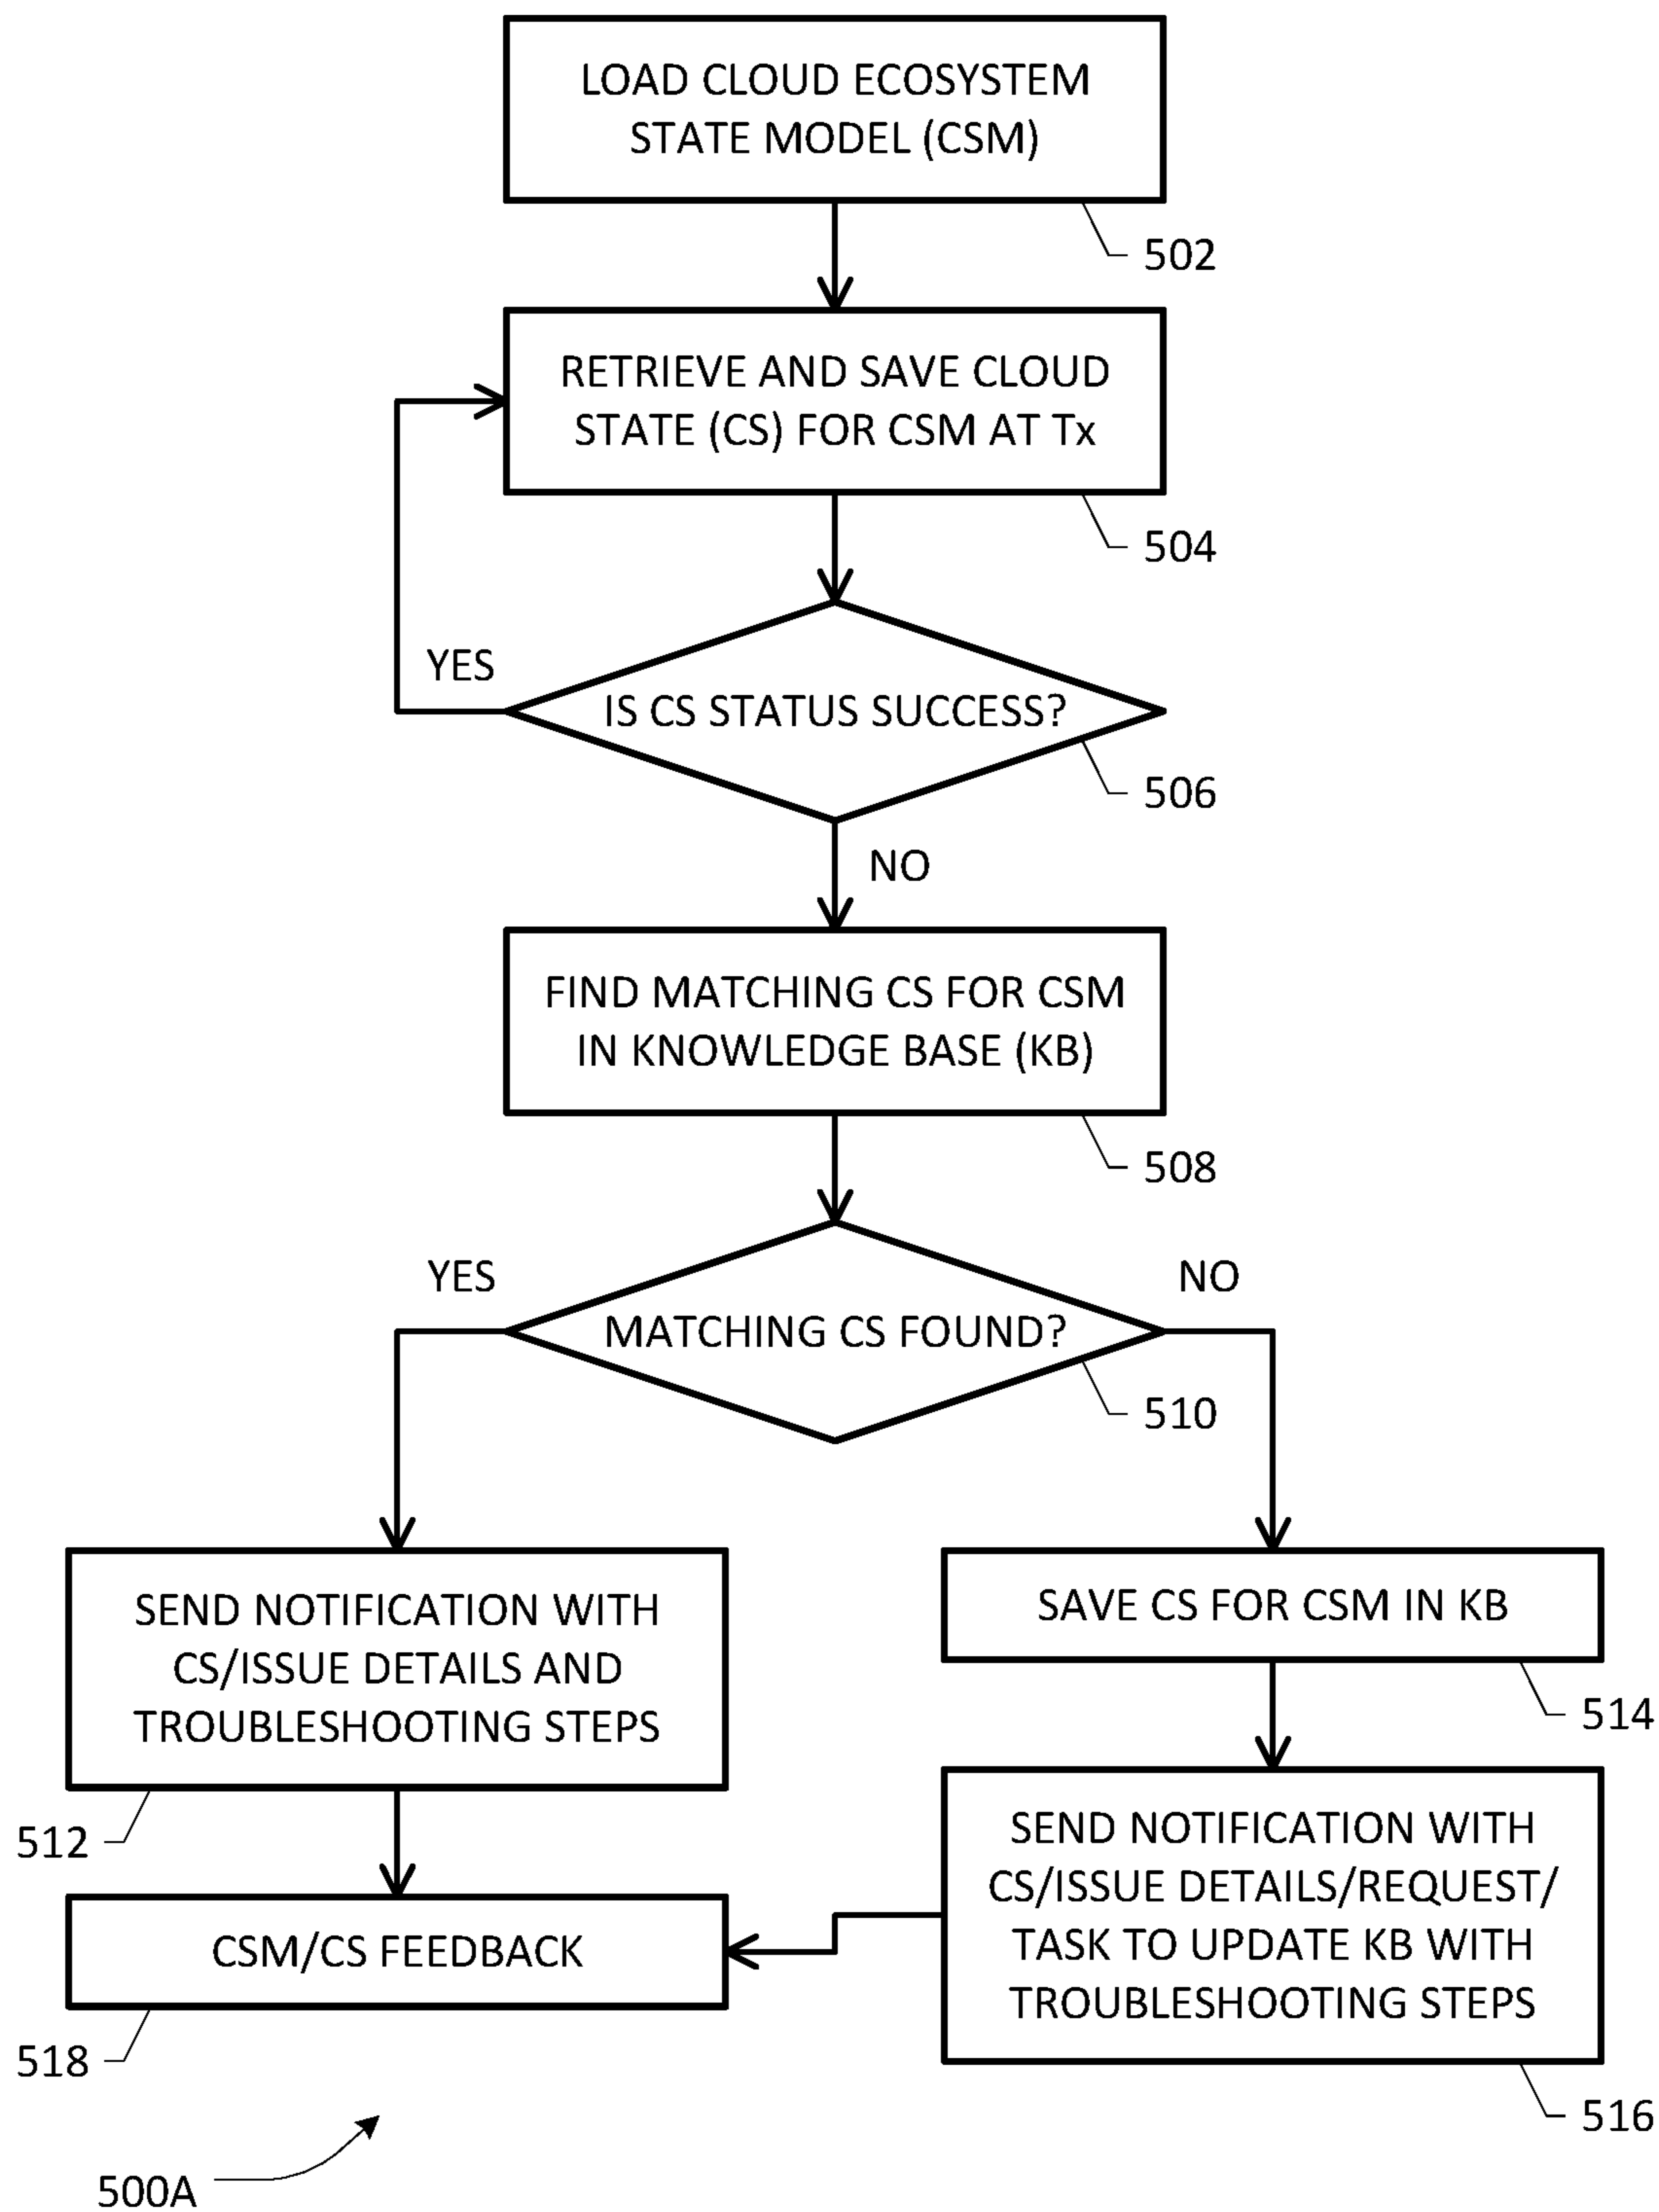 LOAD CLOUD ECOSYSTEM
STATE MODEL (CSM)
502
RETRIEVE AND SAVE CLOUD
STATE (CS) FOR CSM AT Tx
504
YES
IS CS STATUS SUCCESS?
506
NO
FIND MATCHING CS FOR CSM
IN KNOWLEDGE BASE (KB)
508
YES
NO
MATCHING CS FOUND?
510
SEND NOTIFICATION WITH
CS/ISSUE DETAILS AND
TROUBLESHOOTING STEPS
512
SAVE CS FOR CSM IN KB
514
SEND NOTIFICATION WITH
CS/ISSUE DETAILS/REQUEST/
TASK TO UPDATE KB WITH
TROUBLESHOOTING STEPS
516
CSM/CS FEEDBACK
518
500A